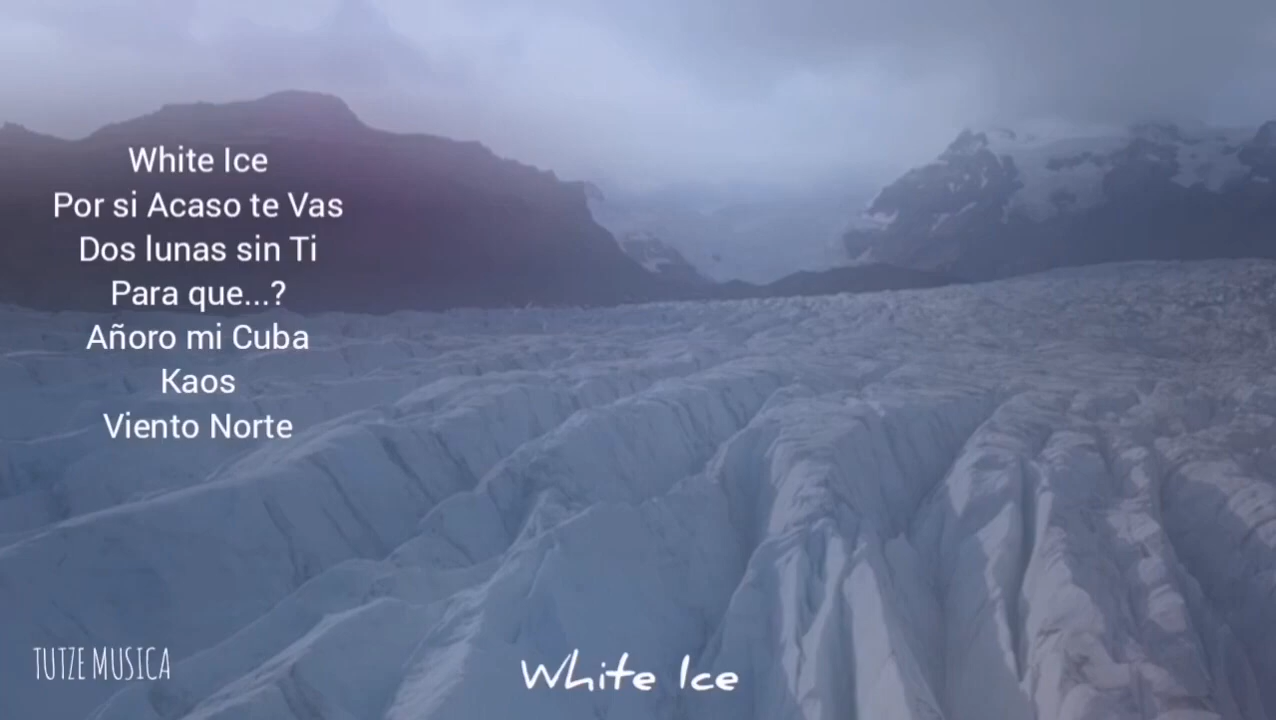 White Ice
Por si Acaso te Vas
Dos lunas sin Ti
Para que...?
Añoro mi Cuba
Kaos
Viento Norte
TUTZE MUSICA
White Ice